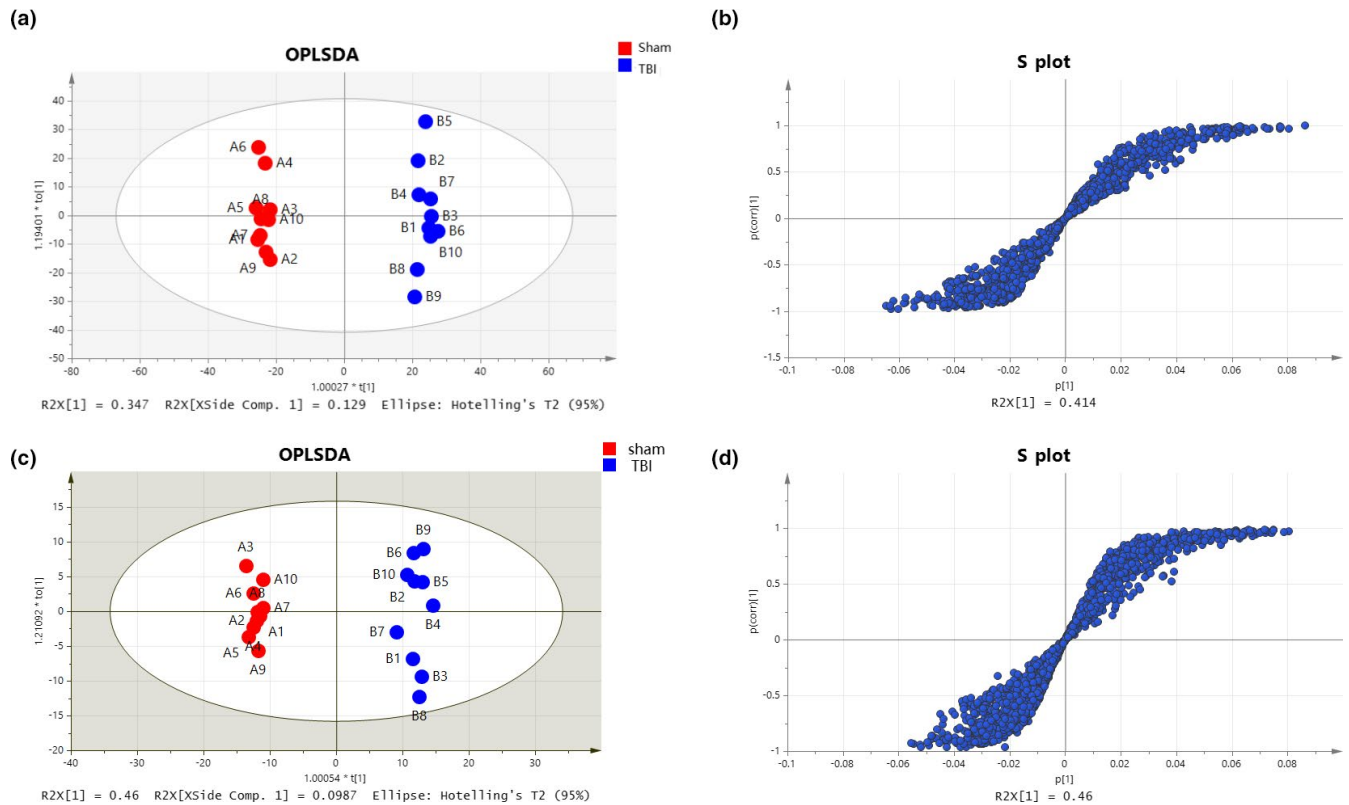 (a)
OPLSDA
Sham
TBI
40
30
20
10
0
-10
-20
-30
-40
-50
1.19401 * to[1]
A6
A4
A8
A5
A3
A10
A7
A1
A2
A9
B5
B2
B7
B4
B3
B1
B6
B10
B8
B9
-80 -60 -40 -20 0 20 40 60
1.00027 * t[1]
R2X[1] = 0.347 R2X[XSide Comp. 1] = 0.129 Ellipse: Hotelling's T2 (95%)
(b)
S plot
1
0.5
0
-0.5
-1
-1.5
p(corr)[1]
-0.1 -0.08 -0.06 -0.04 -0.02 0 0.02 0.04 0.06 0.08
p[1]
R2X[1] = 0.414
(c)
OPLSDA
sham
TBI
15
10
5
0
-5
-10
-15
-20
1.21092 * to[1]
A3
A10
A6
A8
A7
A2
A1
A4
A5
A9
B9
B6
B10
B5
B2
B4
B7
B1
B3
B8
-40 -30 -20 -10 0 10 20 30
1.00054 * t[1]
R2X[1] = 0.46 R2X[XSide Comp. 1] = 0.0987 Ellipse: Hotelling's T2 (95%)
(d)
S plot
1
0.5
0
-0.5
-1
p(corr)[1]
-0.1 -0.08 -0.06 -0.04 -0.02 0 0.02 0.04 0.06 0.08
p[1]
R2X[1] = 0.46